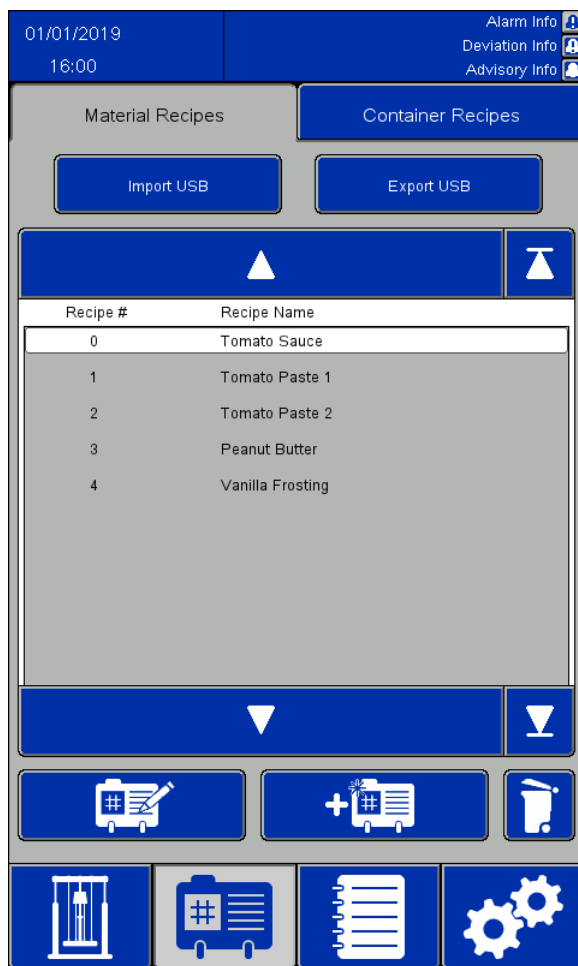 01/01/2019
16:00
Alarm Info
Deviation Info
Advisory Info
Material Recipes
Container Recipes
Import USB
Export USB
Recipe # Recipe Name
0 Tomato Sauce
1 Tomato Paste 1
2 Tomato Paste 2
3 Peanut Butter
4 Vanilla Frosting